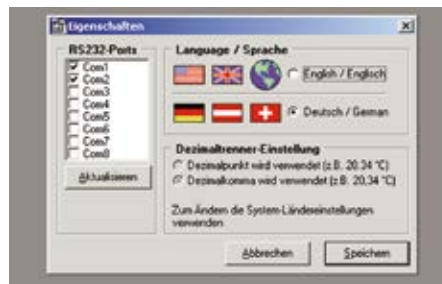 Eigenschaften
RS232-Ports
Com1
Com2
Com3
Com4
Com5
Com6
Com7
Com8
Aktualisieren
Language / Sprache
English / Englisch
Deutsch / German
Dezimaltrenner-Einstellung
Dezimalpunkt wird verwendet (z.B. 20.34 °C)
Dezimalkomma wird verwendet (z.B. 20,34 °C)
Zum Ändern die System-Ländereinstellungen
verwenden
Abbrechen
Speichern